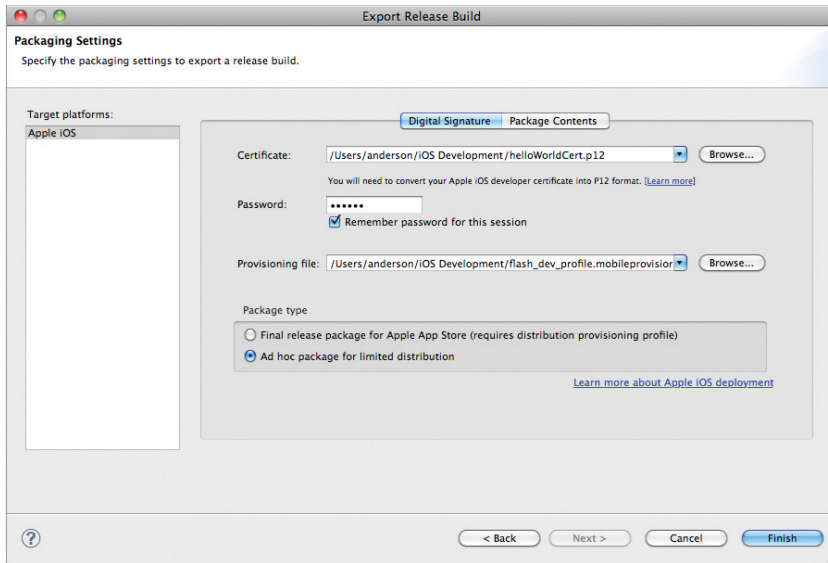 Export Release Build
Packaging Settings
Specify the packaging settings to export a release build.
Target platforms:
Apple iOS
Digital Signature
Package Contents
Certificate:
/Users/anderson/iOS Development/helloWorldCert.p12
Browse...
You will need to convert your Apple iOS developer certificate into P12 format. [Learn more]
Password:
••••••
Remember password for this session
Provisioning file:
/Users/anderson/iOS Development/flash_dev_profile.mobileprovision
Browse...
Package type
Final release package for Apple App Store (requires distribution provisioning profile)
Ad hoc package for limited distribution
Learn more about Apple iOS deployment
?
< Back
Next >
Cancel
Finish